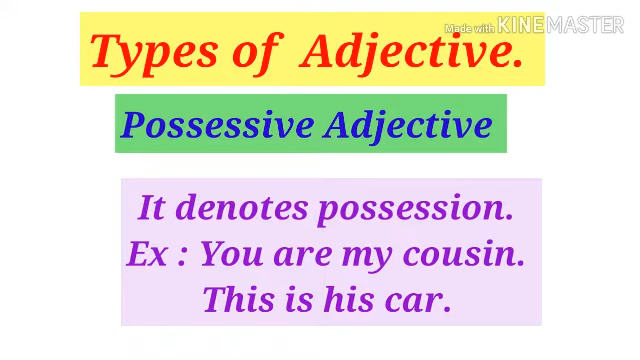 Made with KINEMASTER
Types of Adjective.
Possessive Adjective
It denotes possession.
Ex : You are my cousin.
This is his car.